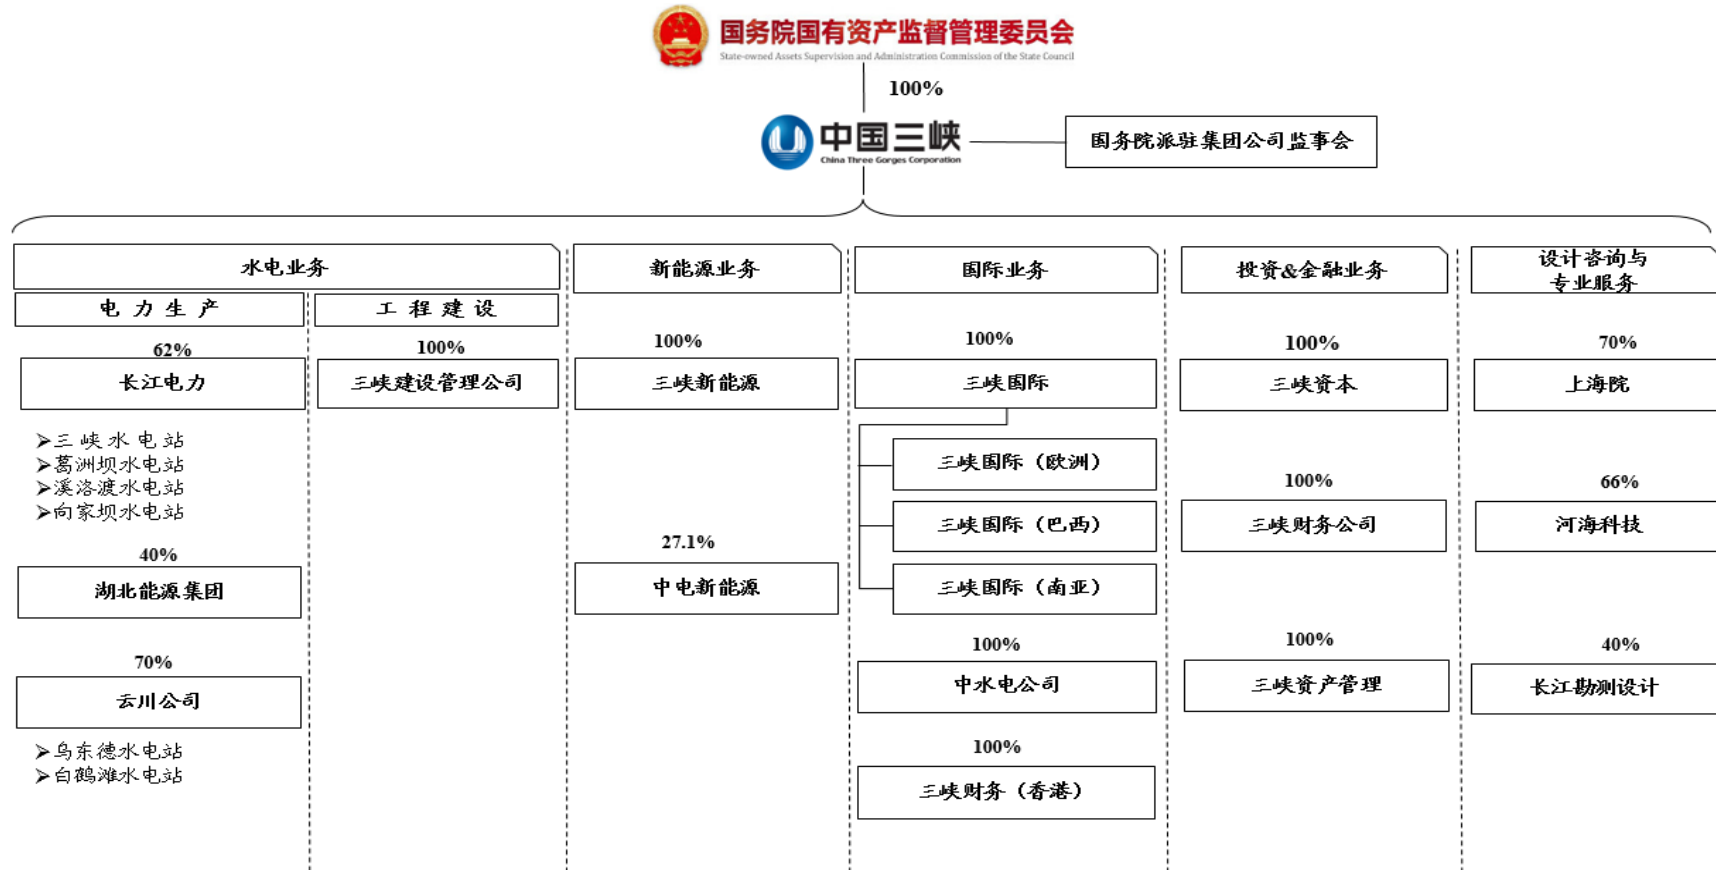 国务院国有资产监督管理委员会
State-owned Assets Supervision and Administration Commission of the State Council
100%
中国三峡
China Three Gorges Corporation
国务院派驻集团公司监事会
水电业务
电力生产
62%
长江电力
➢三峡水电站
➢葛洲坝水电站
➢溪洛渡水电站
➢向家坝水电站
40%
湖北能源集团
70%
云川公司
➢乌东德水电站
➢白鹤滩水电站
工程建设
100%
三峡建设管理公司
新能源业务
100%
三峡新能源
27.1%
中电新能源
国际业务
100%
三峡国际
三峡国际（欧洲）
三峡国际（巴西）
三峡国际（南亚）
100%
中水电公司
100%
三峡财务（香港）
投资&金融业务
100%
三峡资本
100%
三峡财务公司
100%
三峡资产管理
设计咨询与
专业服务
70%
上海院
66%
河海科技
40%
长江勘测设计